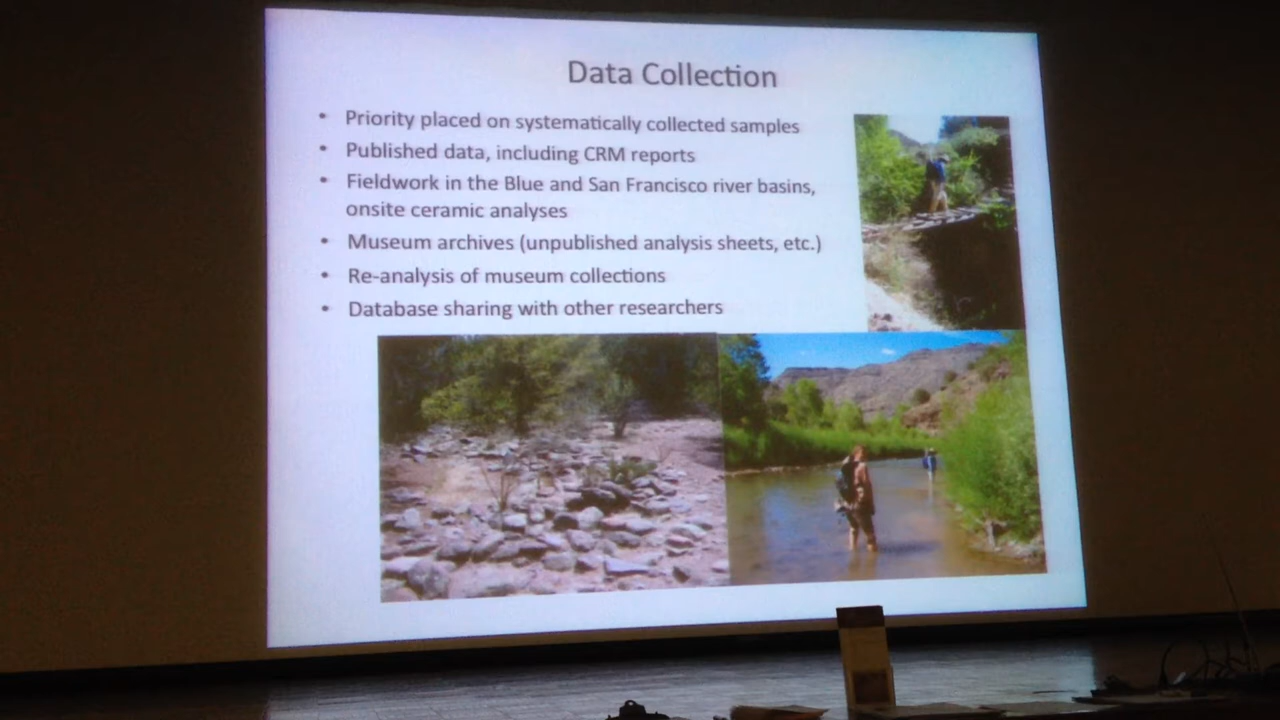 Data Collection
• Priority placed on systematically collected samples
• Published data, including CRM reports
• Fieldwork in the Blue and San Francisco river basins,
onsite ceramic analyses
• Museum archives (unpublished analysis sheets, etc.)
• Re-analysis of museum collections
• Database sharing with other researchers